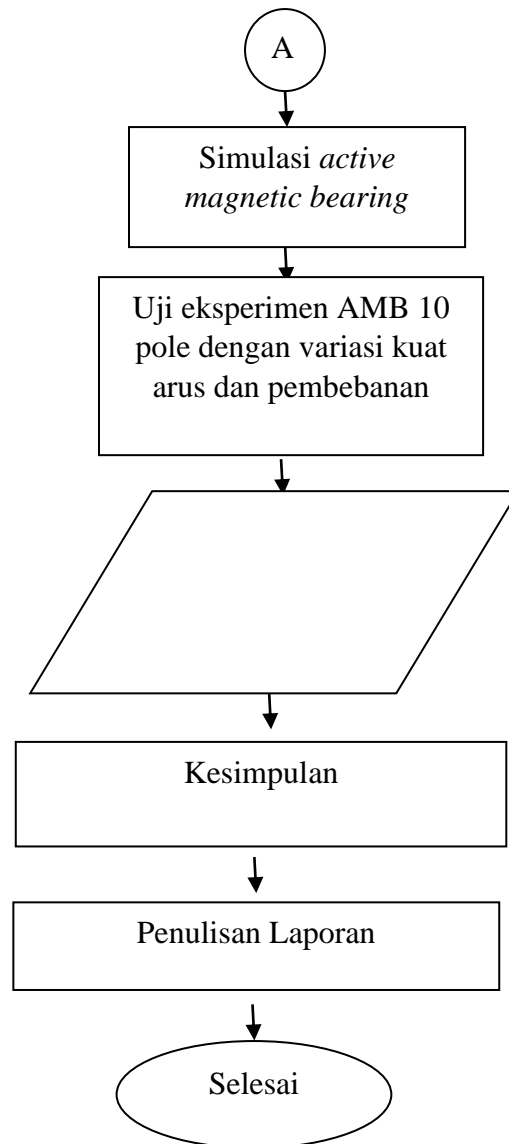 A
Simulasi active
magnetic bearing
Uji eksperimen AMB 10
pole dengan variasi kuat
arus dan pembebanan
Kesimpulan
Penulisan Laporan
Selesai